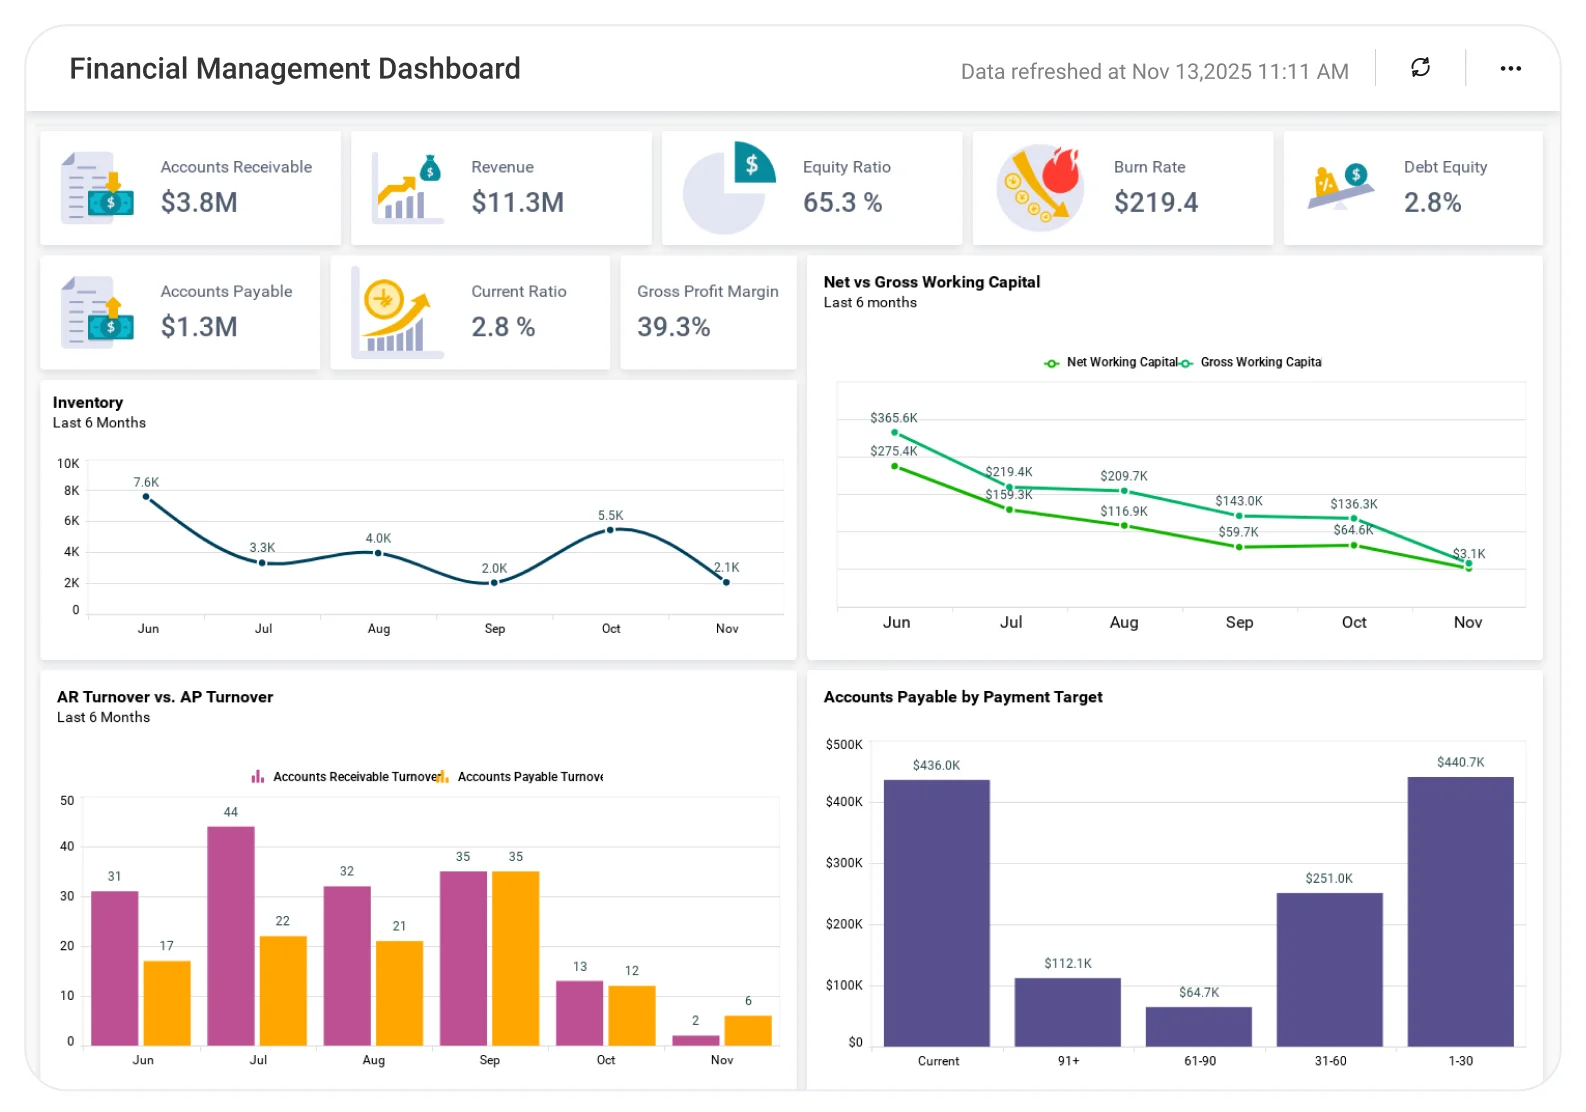 Financial Management Dashboard
Data refreshed at Nov 13,2025 11:11 AM
Accounts Receivable
$3.8M
Revenue
$11.3M
Equity Ratio
65.3 %
Burn Rate
$219.4
Debt Equity
2.8%
Accounts Payable
$1.3M
Current Ratio
2.8 %
Gross Profit Margin
39.3%
Net vs Gross Working Capital
Last 6 months
Net Working Capital Gross Working Capita
$365.6K
$275.4K
$219.4K
$159.3K
$209.7K
$116.9K
$143.0K
$59.7K
$136.3K
$64.6K
$3.1K
Jun Jul Aug Sep Oct Nov
Inventory
Last 6 Months
10K
8K
6K
4K
2K
0
7.6K
3.3K
4.0K
2.0K
5.5K
2.1K
Jun Jul Aug Sep Oct Nov
AR Turnover vs. AP Turnover
Last 6 Months
Accounts Receivable Turnover Accounts Payable Turnove
50
40
30
20
10
0
31
17
44
22
32
21
35
35
13
12
2
6
Jun Jul Aug Sep Oct Nov
Accounts Payable by Payment Target
$500K
$400K
$300K
$200K
$100K
$0
$436.0K
$112.1K
$64.7K
$251.0K
$440.7K
Current 91+ 61-90 31-60 1-30